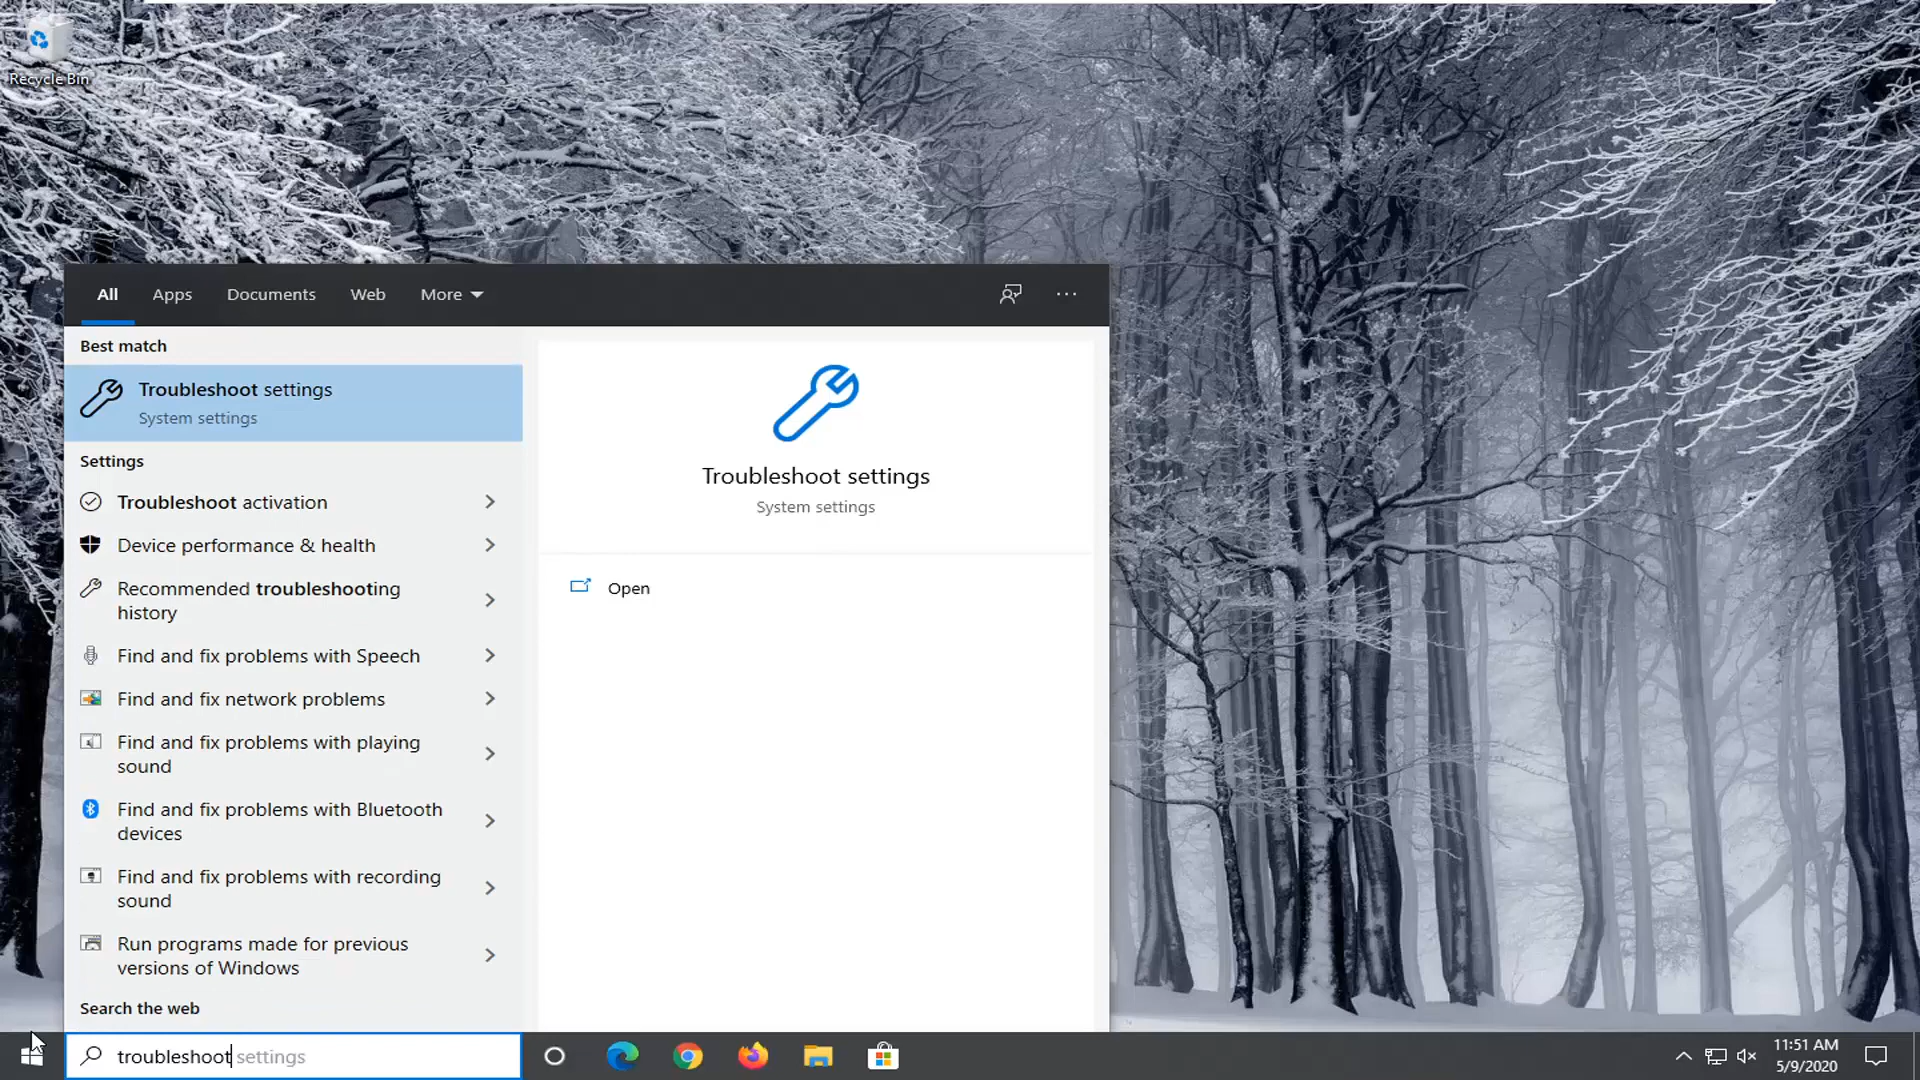 Recycle Bin
All Apps Documents Web More
Best match
Troubleshoot settings
System settings
Settings
Troubleshoot activation
Device performance & health
Recommended troubleshooting
history
Find and fix problems with Speech
Find and fix network problems
Find and fix problems with playing
sound
Find and fix problems with Bluetooth
devices
Find and fix problems with recording
sound
Run programs made for previous
versions of Windows
Search the web
Troubleshoot settings
System settings
Open
troubleshoot settings
11:51 AM
5/9/2020